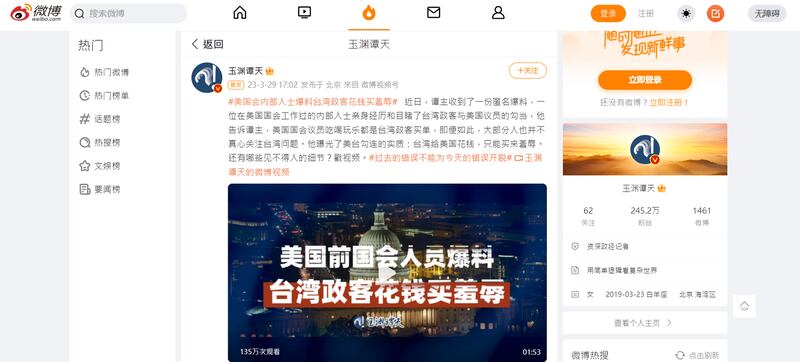 微博
weibo.com
搜索微博
登录
注册
无障碍
热门
热门微博
热门榜单
话题榜
热搜榜
文娱榜
要闻榜
返回
玉渊谭天
玉渊谭天
+关注
首发 23-3-29 17:02 发布于 北京 来自 微博视频号
#美国会内部人士爆料台湾政客花钱买羞辱# 近日，谭主收到了一份匿名爆料，一
位在美国国会工作过的内部人士亲身经历和目睹了台湾政客与美国议员的勾当，他
告诉谭主，美国国会议员吃喝玩乐都是台湾政客买单，即便如此，大部分人也并不
真心关注台湾问题。他曝光了美台勾连的实质：台湾给美国花钱，只能买来羞辱。
还有哪些见不得人的细节？戳视频，#过去的错误不能为今天的错误开脱# 玉渊
谭天的微博视频
美国前国会人员爆料
台湾政客花钱买羞辱
玉渊谭天
135万次观看
01:53
发现新鲜事
立即登录
还没有微博？立即注册！
玉渊谭天
62
245.2万
1461
关注
粉丝
微博
资深政经记者
用简单逻辑看复杂世界
女 2019-03-23 白羊座 北京 海淀区
查看个人主页
微博热搜
点击刷新
TOP